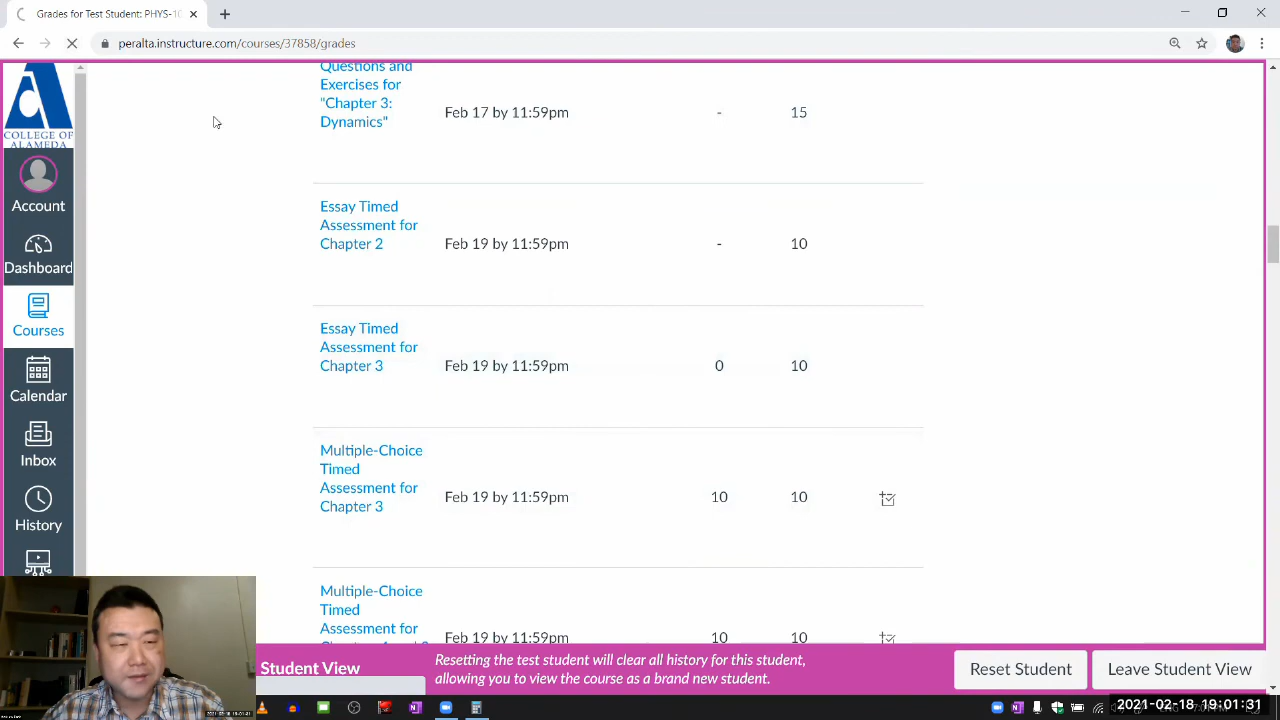 Grades for Test Student PHYS-10
peralta.instructure.com/courses/37858/grades
COLLEGE OF
ALAMEDA
Account
Dashboard
Courses
Calendar
Inbox
History
Questions and
Exercises for
"Chapter 3:
Dynamics"
Feb 17 by 11:59pm - 15
Essay Timed
Assessment for
Chapter 2
Feb 19 by 11:59pm - 10
Essay Timed
Assessment for
Chapter 3
Feb 19 by 11:59pm 0 10
Multiple-Choice
Timed
Assessment for
Chapter 3
Feb 19 by 11:59pm 10 10
Multiple-Choice
Timed
Assessment for
Feb 19 by 11:59pm 10 10
Student View
Resetting the test student will clear all history for this student,
allowing you to view the course as a brand new student.
Reset Student
Leave Student View
2021-02-18 19:01:31